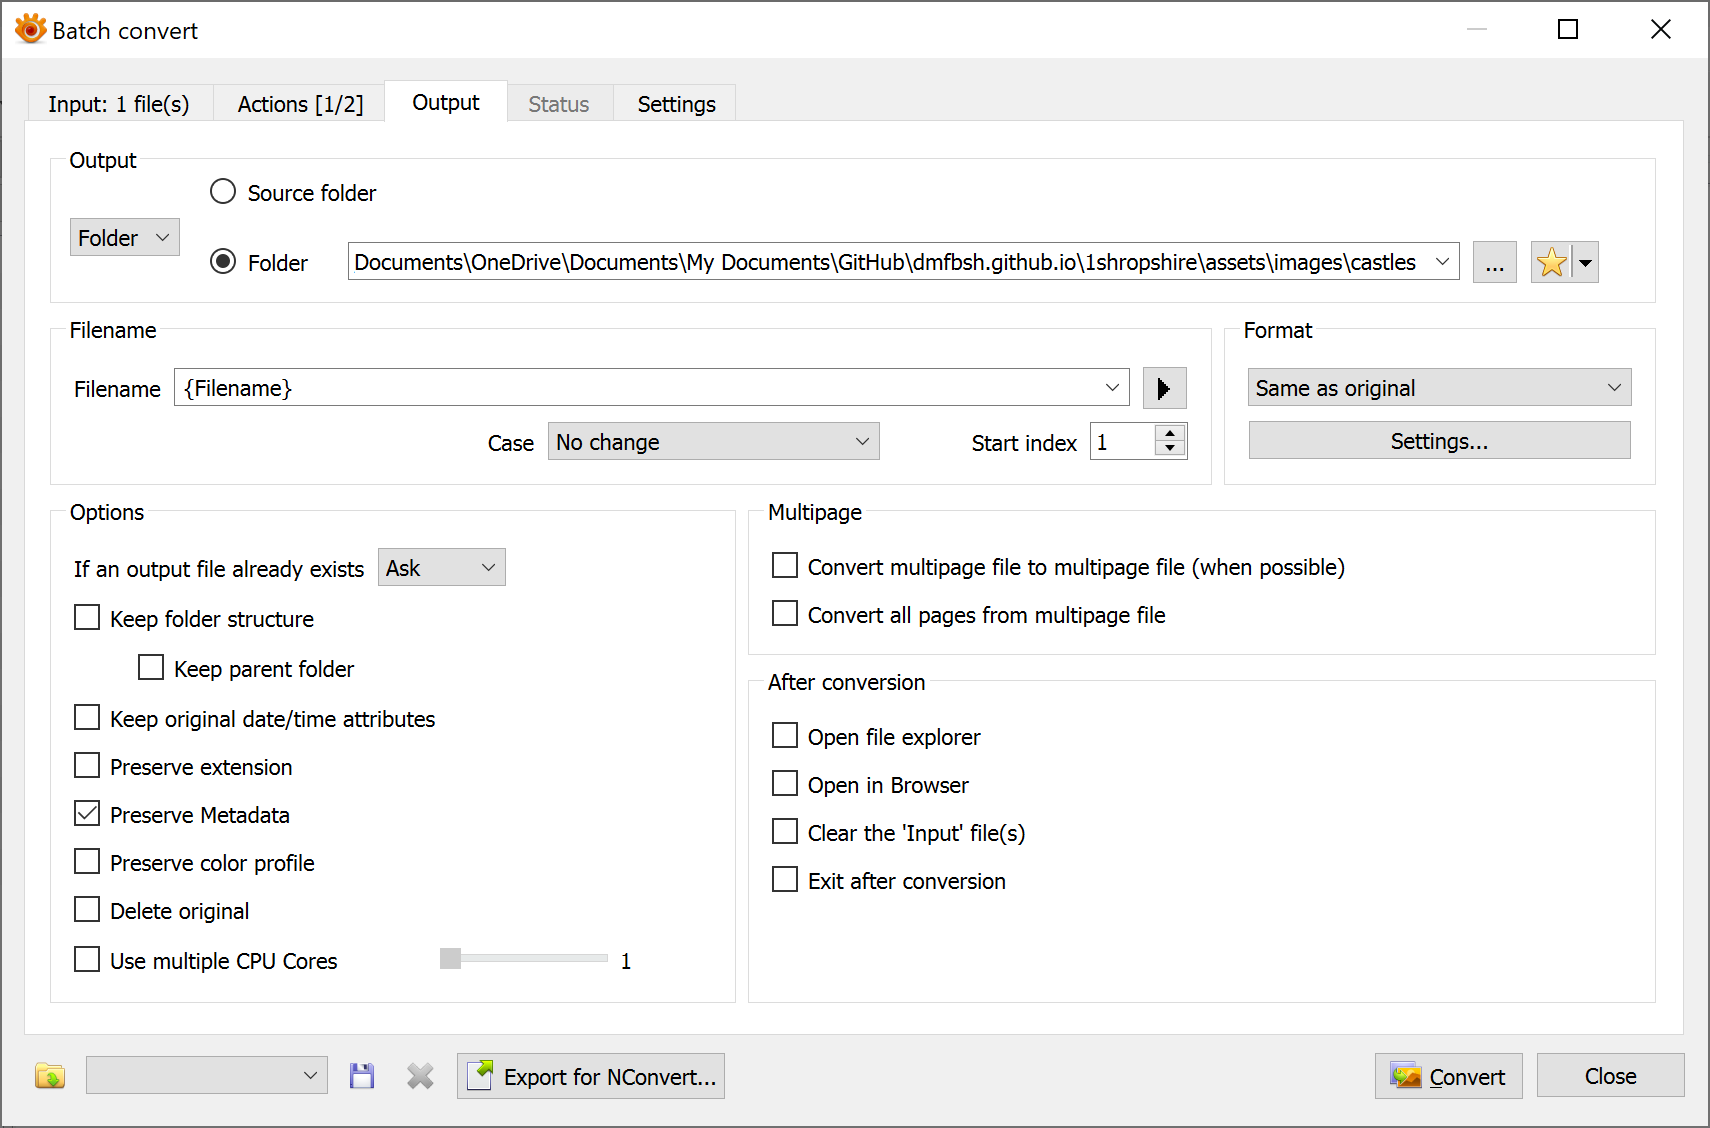 Batch convert
Input: 1 file(s) Actions [1/2] Output Status Settings
Output
Source folder
Folder
Folder Documents\OneDrive\Documents\My Documents\GitHub\dmfbsh.github.io\1shropshire\assets\images\castles ...
Filename
Filename {Filename}
Case No change Start index 1
Format
Same as original
Settings...
Options
If an output file already exists Ask
Keep folder structure
Keep parent folder
Keep original date/time attributes
Preserve extension
Preserve Metadata
Preserve color profile
Delete original
Use multiple CPU Cores 1
Multipage
Convert multipage file to multipage file (when possible)
Convert all pages from multipage file
After conversion
Open file explorer
Open in Browser
Clear the 'Input' file(s)
Exit after conversion
Export for NConvert... Convert Close